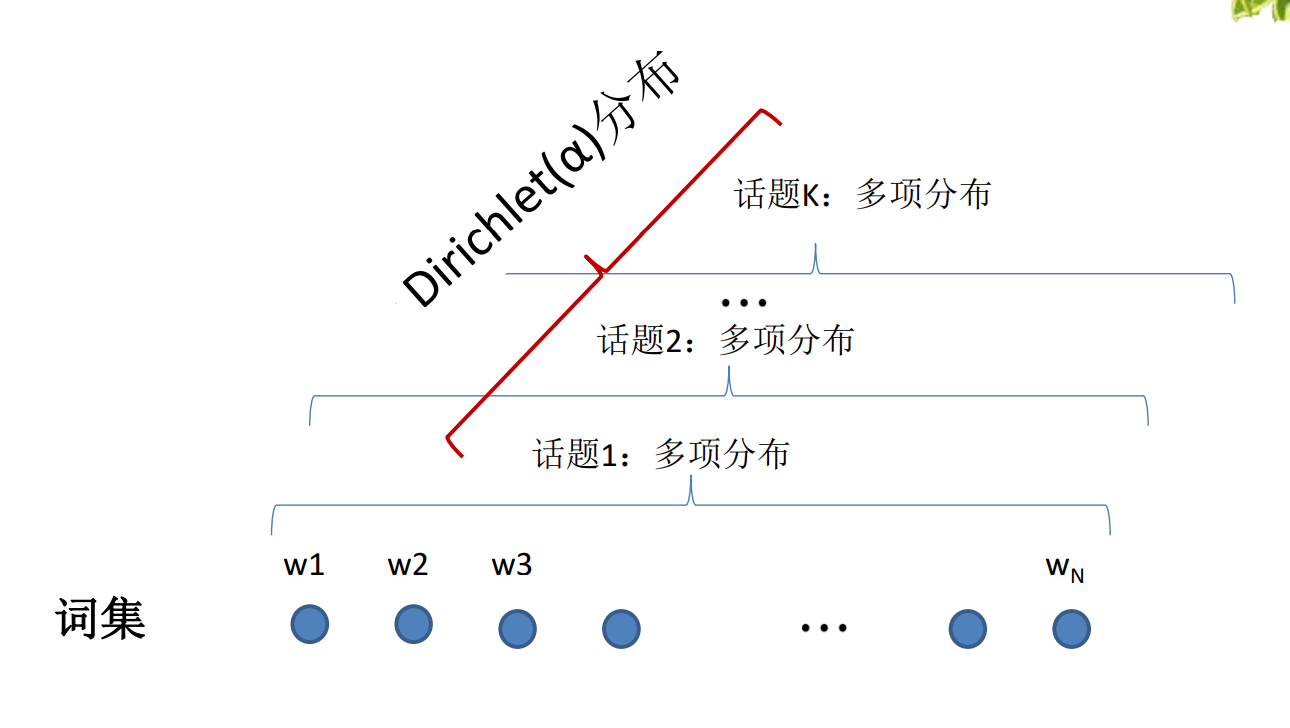 Dirichlet(α)分布
话题K：多项分布
...
话题2：多项分布
话题1：多项分布
w1 w2 w3 wN
词集 ...